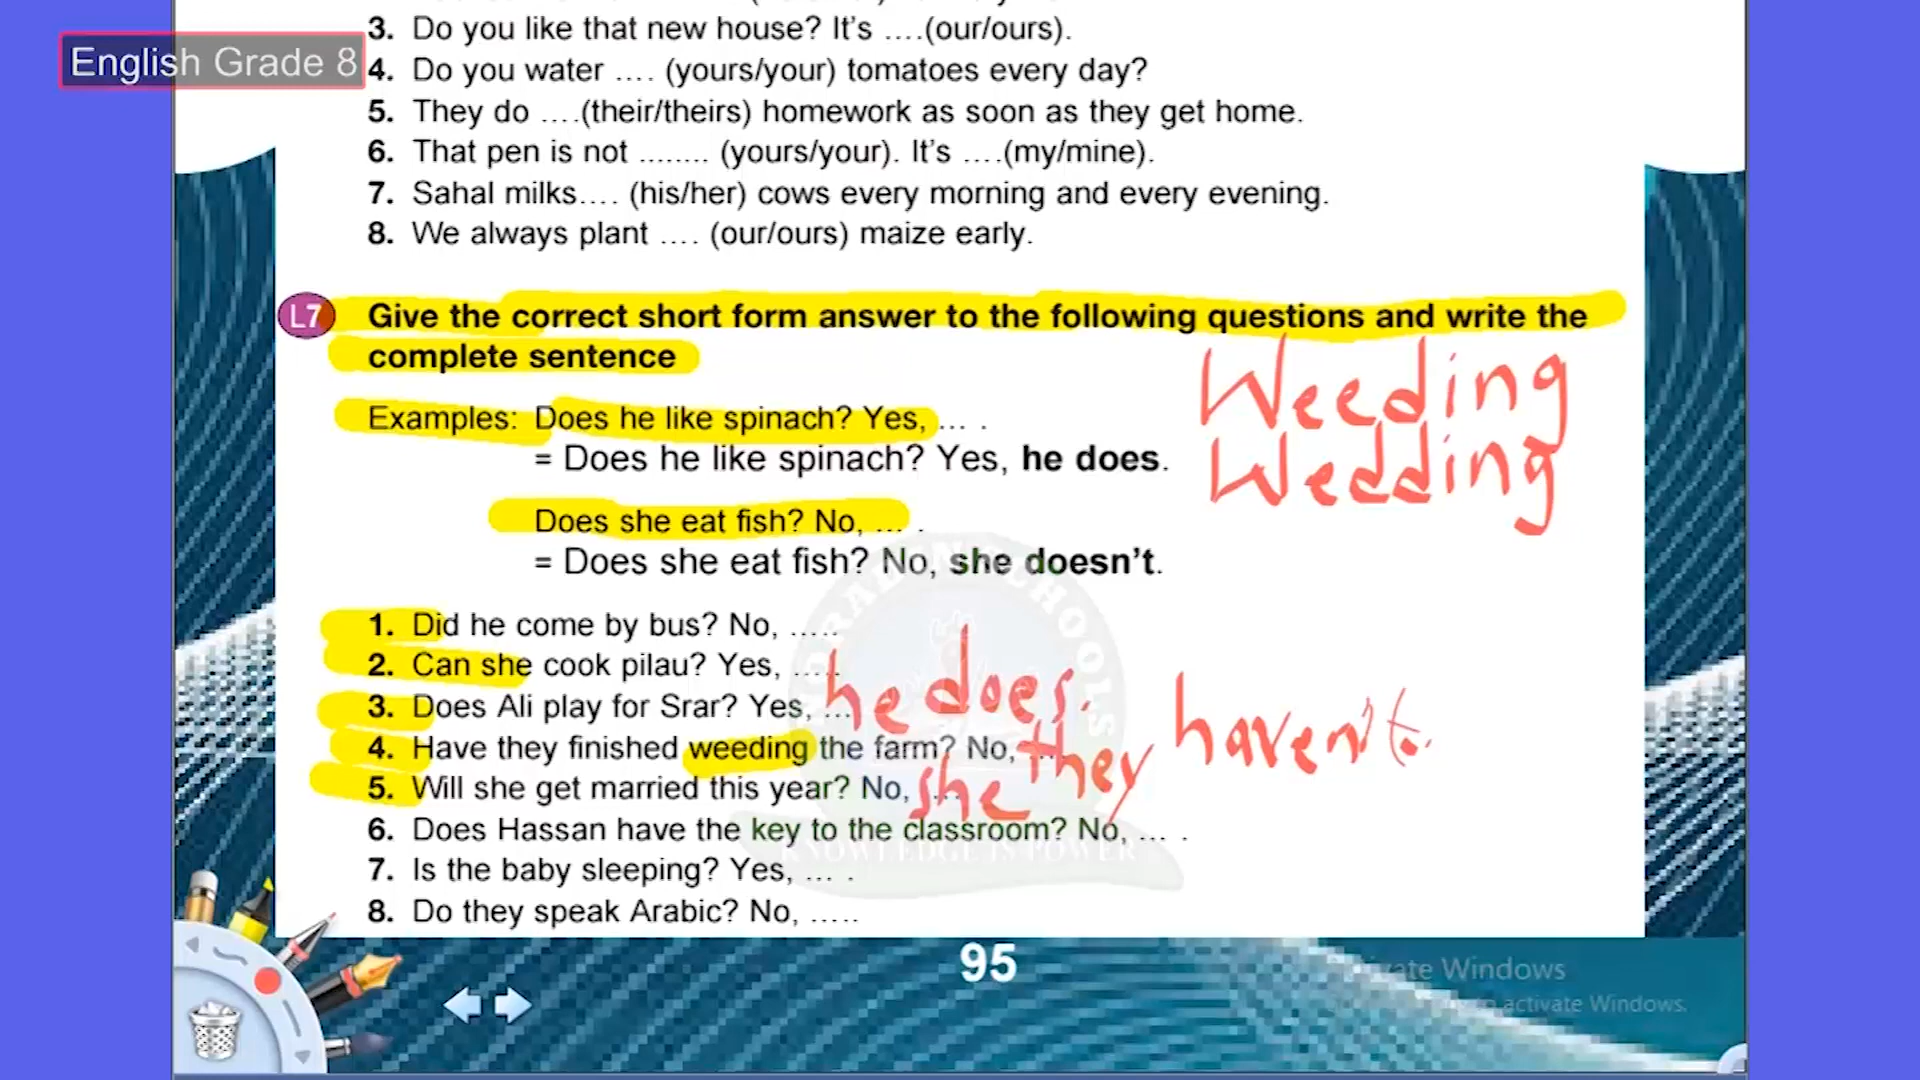 English Grade 8
3. Do you like that new house? It's ....(our/ours).
4. Do you water .... (yours/your) tomatoes every day?
5. They do ....(their/theirs) homework as soon as they get home.
6. That pen is not ........ (yours/your). It's ....(my/mine).
7. Sahal milks.... (his/her) cows every morning and every evening.
8. We always plant .... (our/ours) maize early.
L7 Give the correct short form answer to the following questions and write the
complete sentence
Weeding
Examples: Does he like spinach? Yes, ... .
= Does he like spinach? Yes, he does.
Wedding
Does she eat fish? No, ... .
= Does she eat fish? No, she doesn't.
1. Did he come by bus? No, .....
2. Can she cook pilau? Yes, .....
3. Does Ali play for Srar? Yes, ... he does.
4. Have they finished weeding the farm? No, ... they haven't.
5. Will she get married this year? No, .... she
6. Does Hassan have the key to the classroom? No, ... .
KNOWLEDGE IS POWER
7. Is the baby sleeping? Yes, ... .
8. Do they speak Arabic? No, .....
95
Windows
activate Windows.